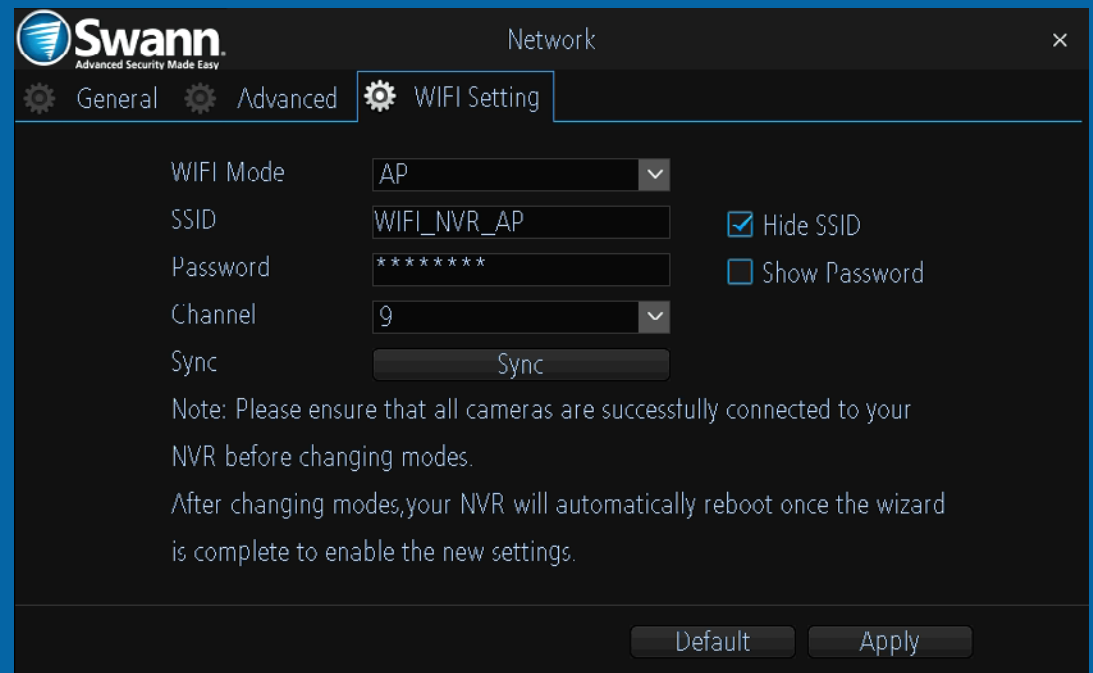 Swann.
Advanced Security Made Easy
Network
General Advanced WIFI Setting
WIFI Mode AP
SSID WIFI_NVR_AP Hide SSID
Password ******** Show Password
Channel 9
Sync Sync
Note: Please ensure that all cameras are successfully connected to your
NVR before changing modes.
After changing modes,your NVR will automatically reboot once the wizard
is complete to enable the new settings.
Default Apply